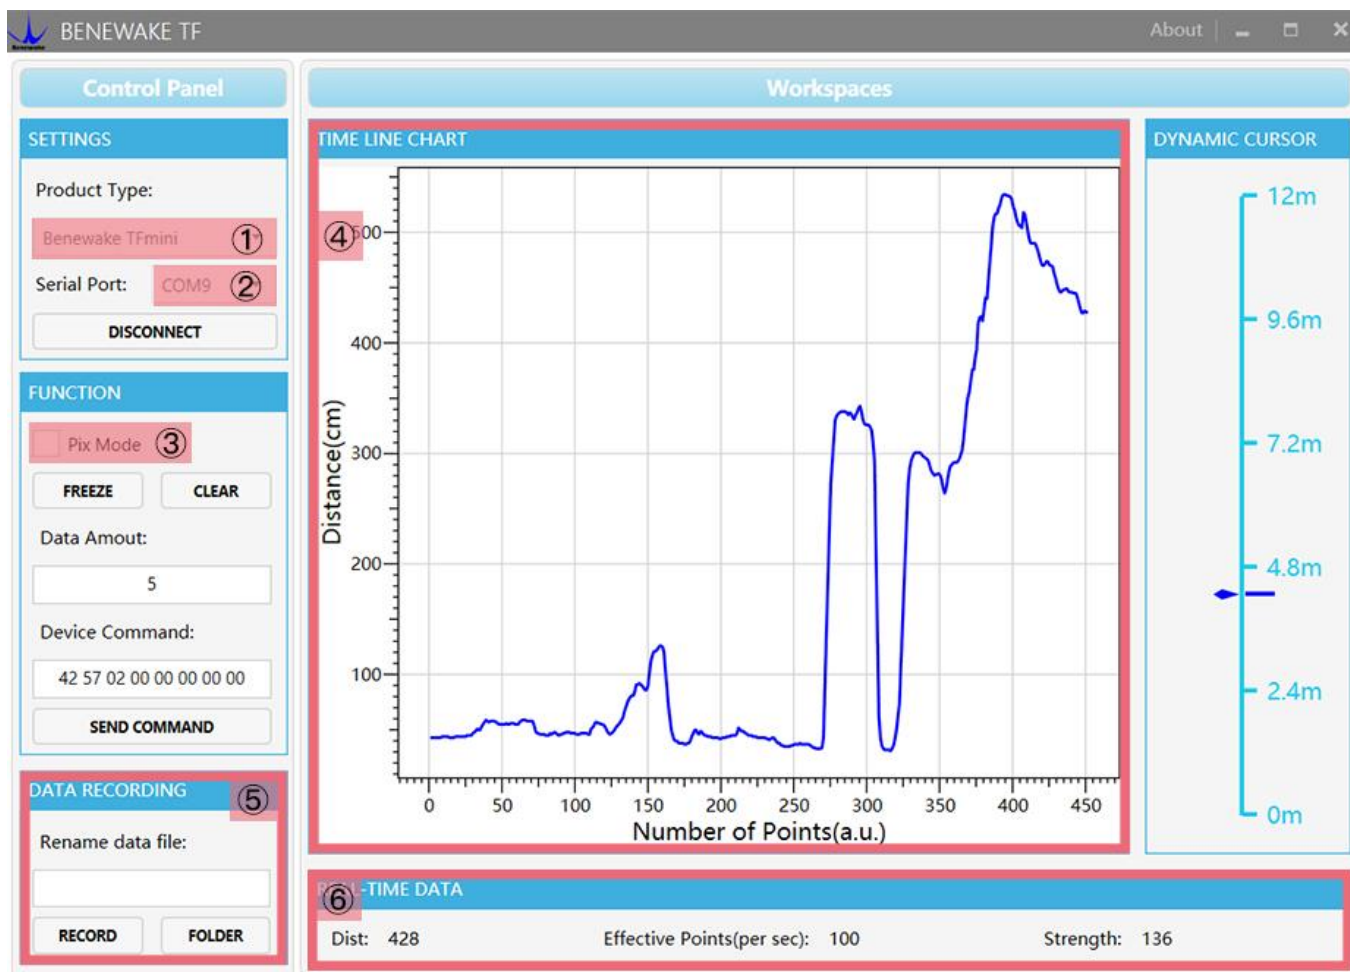 BENEWAKE TF
About
Benewake
Control Panel
Workspaces
SETTINGS
Product Type:
Benewake TFmini ①
Serial Port: COM9 ②
DISCONNECT
FUNCTION
Pix Mode ③
FREEZE CLEAR
Data Amout:
5
Device Command:
42 57 02 00 00 00 00 00
SEND COMMAND
DATA RECORDING ⑤
Rename data file:
RECORD FOLDER
TIME LINE CHART
④
500
400
300
200
100
Distance(cm)
0 50 100 150 200 250 300 350 400 450
Number of Points(a.u.)
DYNAMIC CURSOR
12m
9.6m
7.2m
4.8m
2.4m
0m
⑥ REAL-TIME DATA
Dist: 428 Effective Points(per sec): 100 Strength: 136